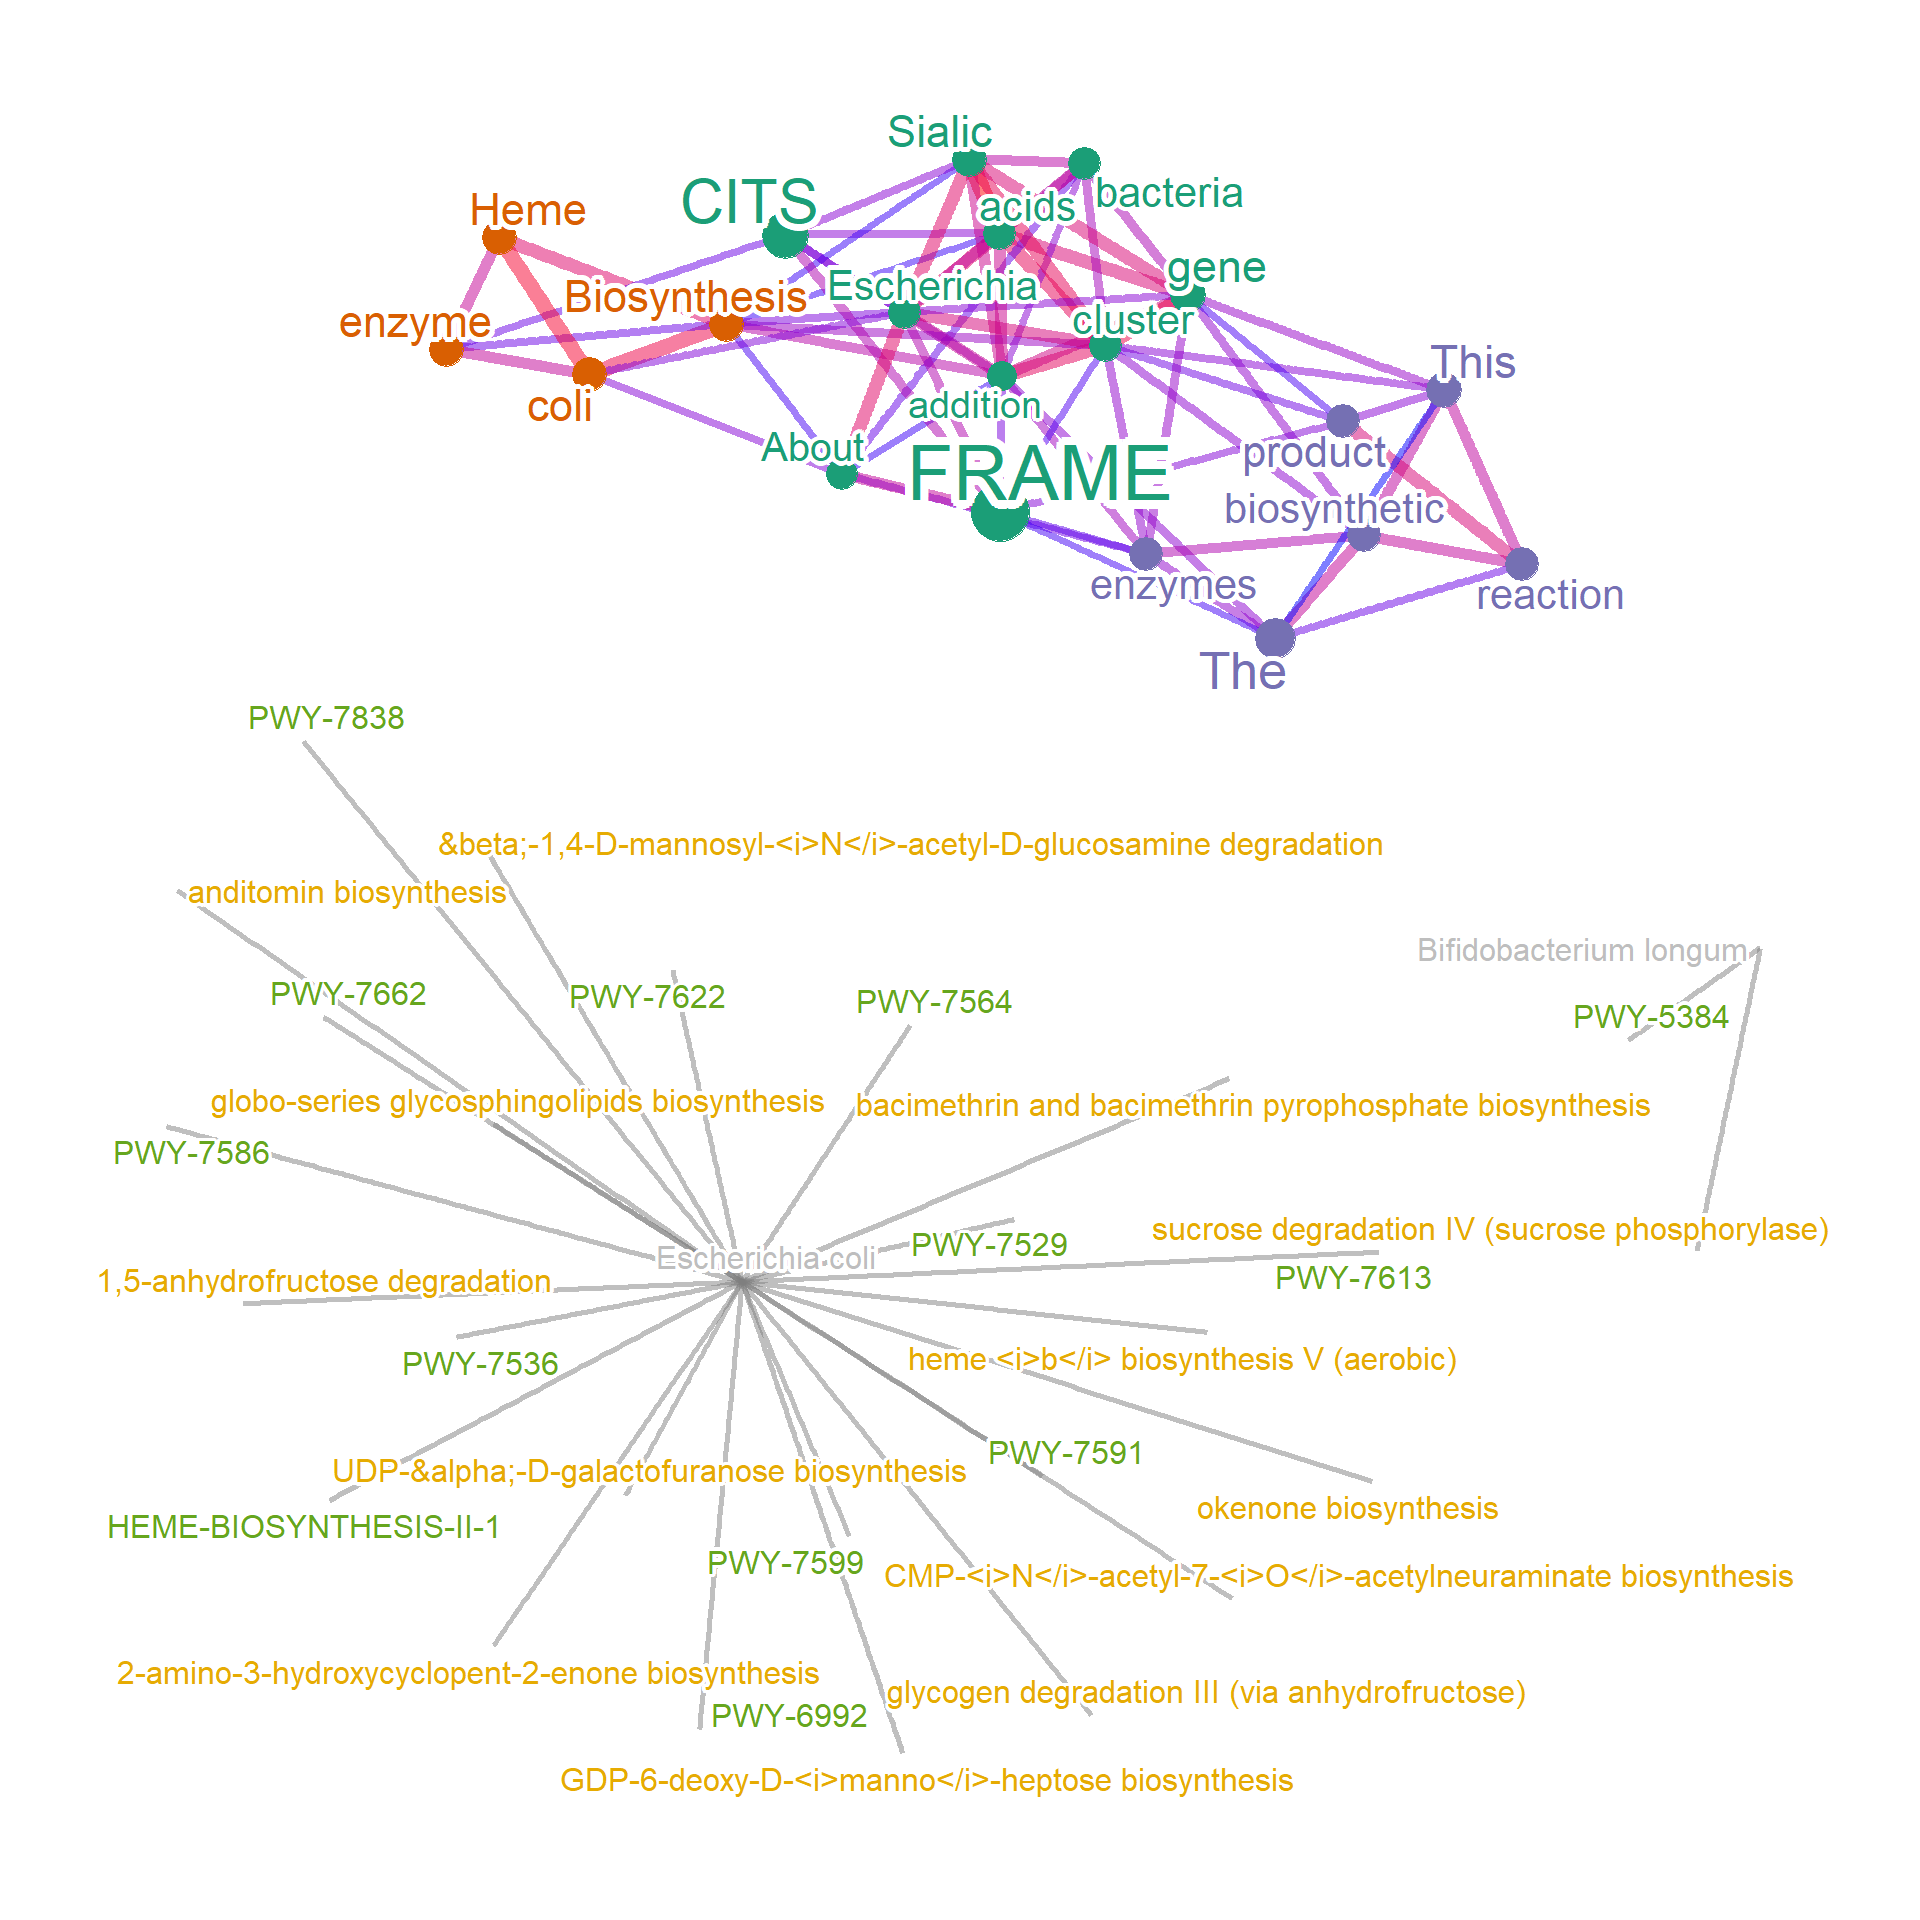 Sialic
bacteria
CITS
acids
Heme
gene
Escherichia
Biosynthesis
enzyme
cluster
This
coli
addition
About
product
FRAME
biosynthetic
enzymes
reaction
The
PWY-7838
&beta;-1,4-D-mannosyl-<i>N</i>-acetyl-D-glucosamine degradation
anditomin biosynthesis
Bifidobacterium longum
PWY-7662
PWY-7622
PWY-7564
PWY-5384
globo-series glycosphingolipids biosynthesis
bacimethrin and bacimethrin pyrophosphate biosynthesis
PWY-7586
sucrose degradation IV (sucrose phosphorylase)
PWY-7529
Escherichia coli
PWY-7613
1,5-anhydrofructose degradation
heme <i>b</i> biosynthesis V (aerobic)
PWY-7536
PWY-7591
UDP-&alpha;-D-galactofuranose biosynthesis
okenone biosynthesis
HEME-BIOSYNTHESIS-II-1
PWY-7599
CMP-<i>N</i>-acetyl-7-<i>O</i>-acetylneuraminate biosynthesis
2-amino-3-hydroxycyclopent-2-enone biosynthesis
glycogen degradation III (via anhydrofructose)
PWY-6992
GDP-6-deoxy-D-<i>manno</i>-heptose biosynthesis